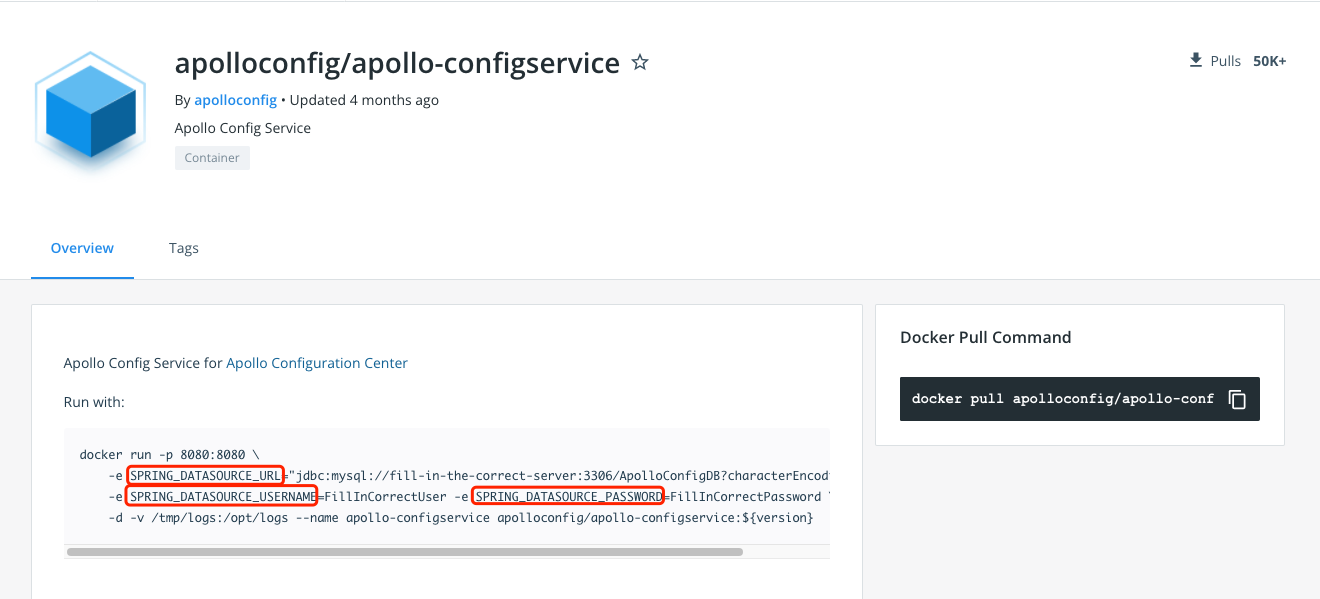 apolloconfig/apollo-configservice
Pulls 50K+
By apolloconfig • Updated 4 months ago
Apollo Config Service
Container
Overview
Tags
Apollo Config Service for Apollo Configuration Center
Run with:
docker run -p 8080:8080 \
-e SPRING_DATASOURCE_URL="jdbc:mysql://fill-in-the-correct-server:3306/ApolloConfigDB?characterEncod
-e SPRING_DATASOURCE_USERNAME=FillInCorrectUser -e SPRING_DATASOURCE_PASSWORD=FillInCorrectPassword \
-d -v /tmp/logs:/opt/logs --name apollo-configservice apolloconfig/apollo-configservice:${version}
Docker Pull Command
docker pull apolloconfig/apollo-conf